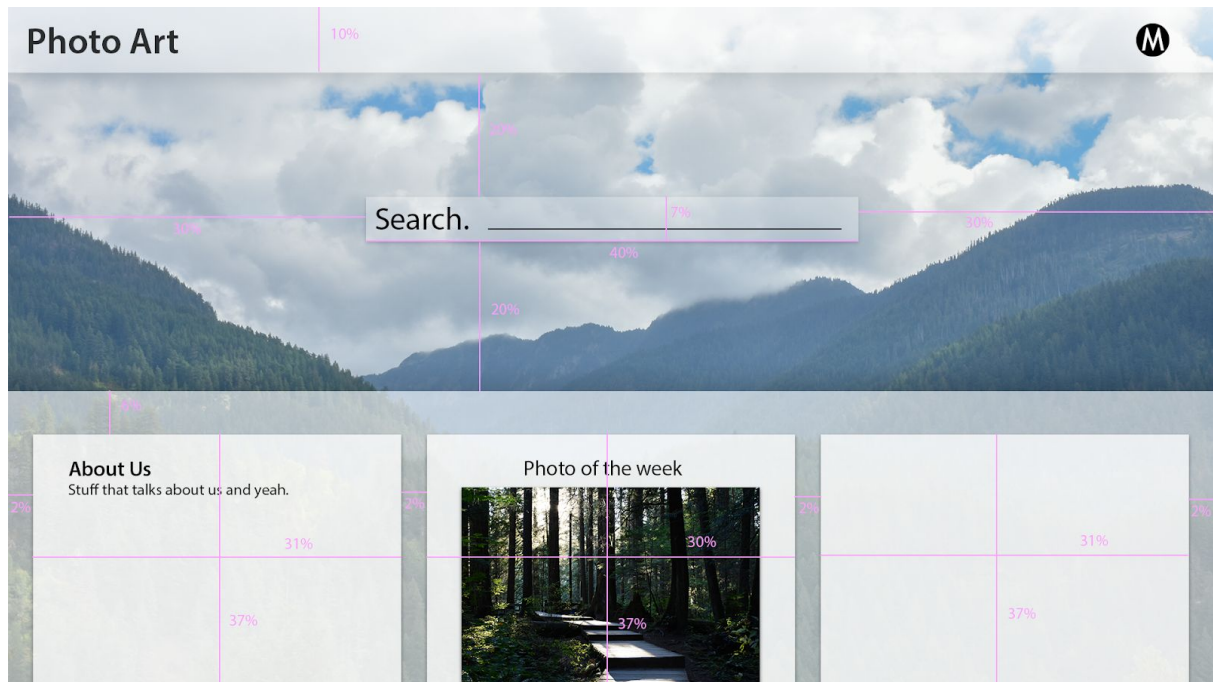 Photo Art
10%
M
20%
Search.
7%
30%
30%
40%
20%
About Us
Stuff that talks about us and yeah.
Photo of the week
2%
2%
2%
2%
31%
30%
31%
37%
37%
37%